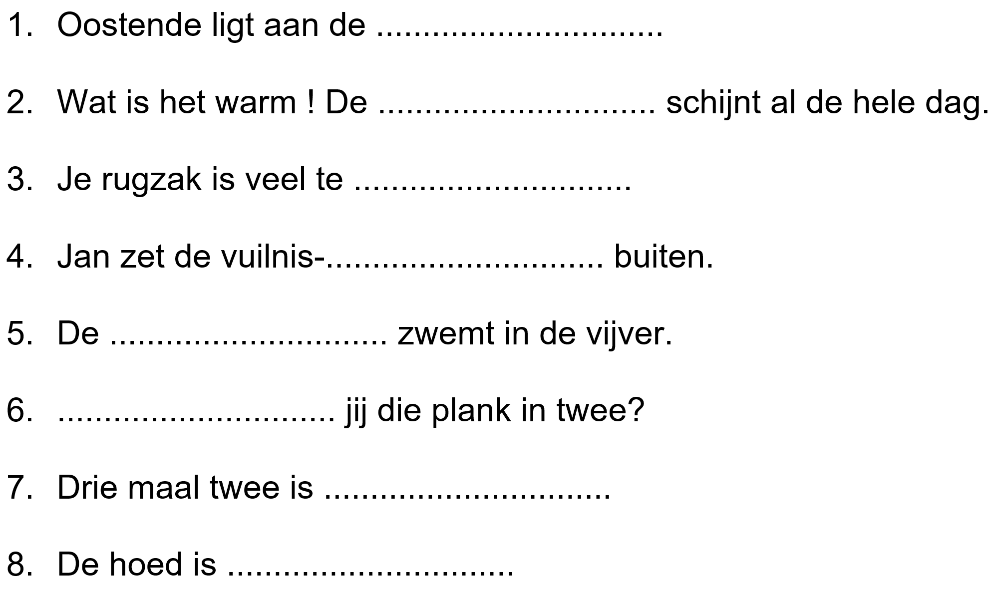 1. Oostende ligt aan de ...............................
2. Wat is het warm ! De .............................. schijnt al de hele dag.
3. Je rugzak is veel te ..............................
4. Jan zet de vuilnis-.............................. buiten.
5. De .............................. zwemt in de vijver.
6. .............................. jij die plank in twee?
7. Drie maal twee is ...............................
8. De hoed is ...............................